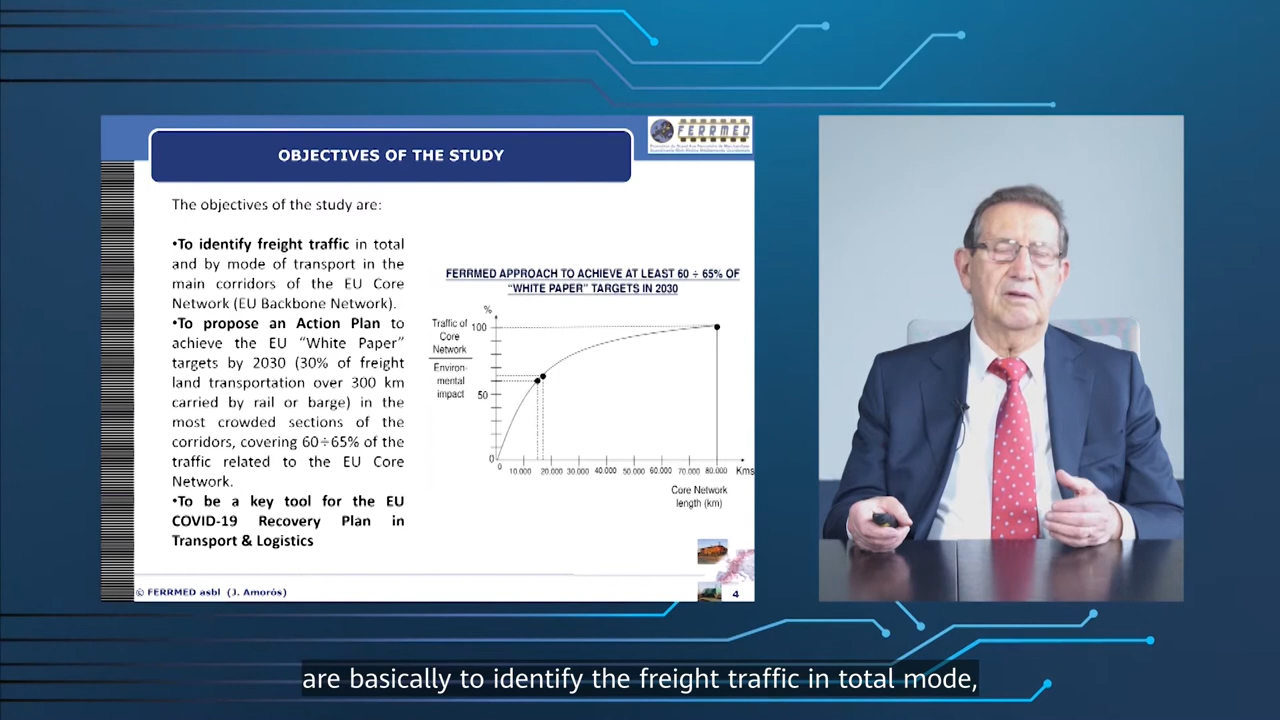 OBJECTIVES OF THE STUDY
FERRMED
The objectives of the study are:
•To identify freight traffic in total
and by mode of transport in the
main corridors of the EU Core
Network (EU Backbone Network).
•To propose an Action Plan to
achieve the EU “White Paper”
targets by 2030 (30% of freight
land transportation over 300 km
carried by rail or barge) in the
most crowded sections of the
corridors, covering 60÷65% of the
traffic related to the EU Core
Network.
•To be a key tool for the EU
COVID-19 Recovery Plan in
Transport & Logistics
FERRMED APPROACH TO ACHIEVE AT LEAST 60 ÷ 65% OF
“WHITE PAPER” TARGETS IN 2030
%
Traffic of
Core
Network
Environ-
mental
impact
100
50
0
0 10.000 20.000 30.000 40.000 50.000 60.000 70.000 80.000 Kms
Core Network
length (km)
© FERRMED asbl (J. Amorós)
4
are basically to identify the freight traffic in total mode,